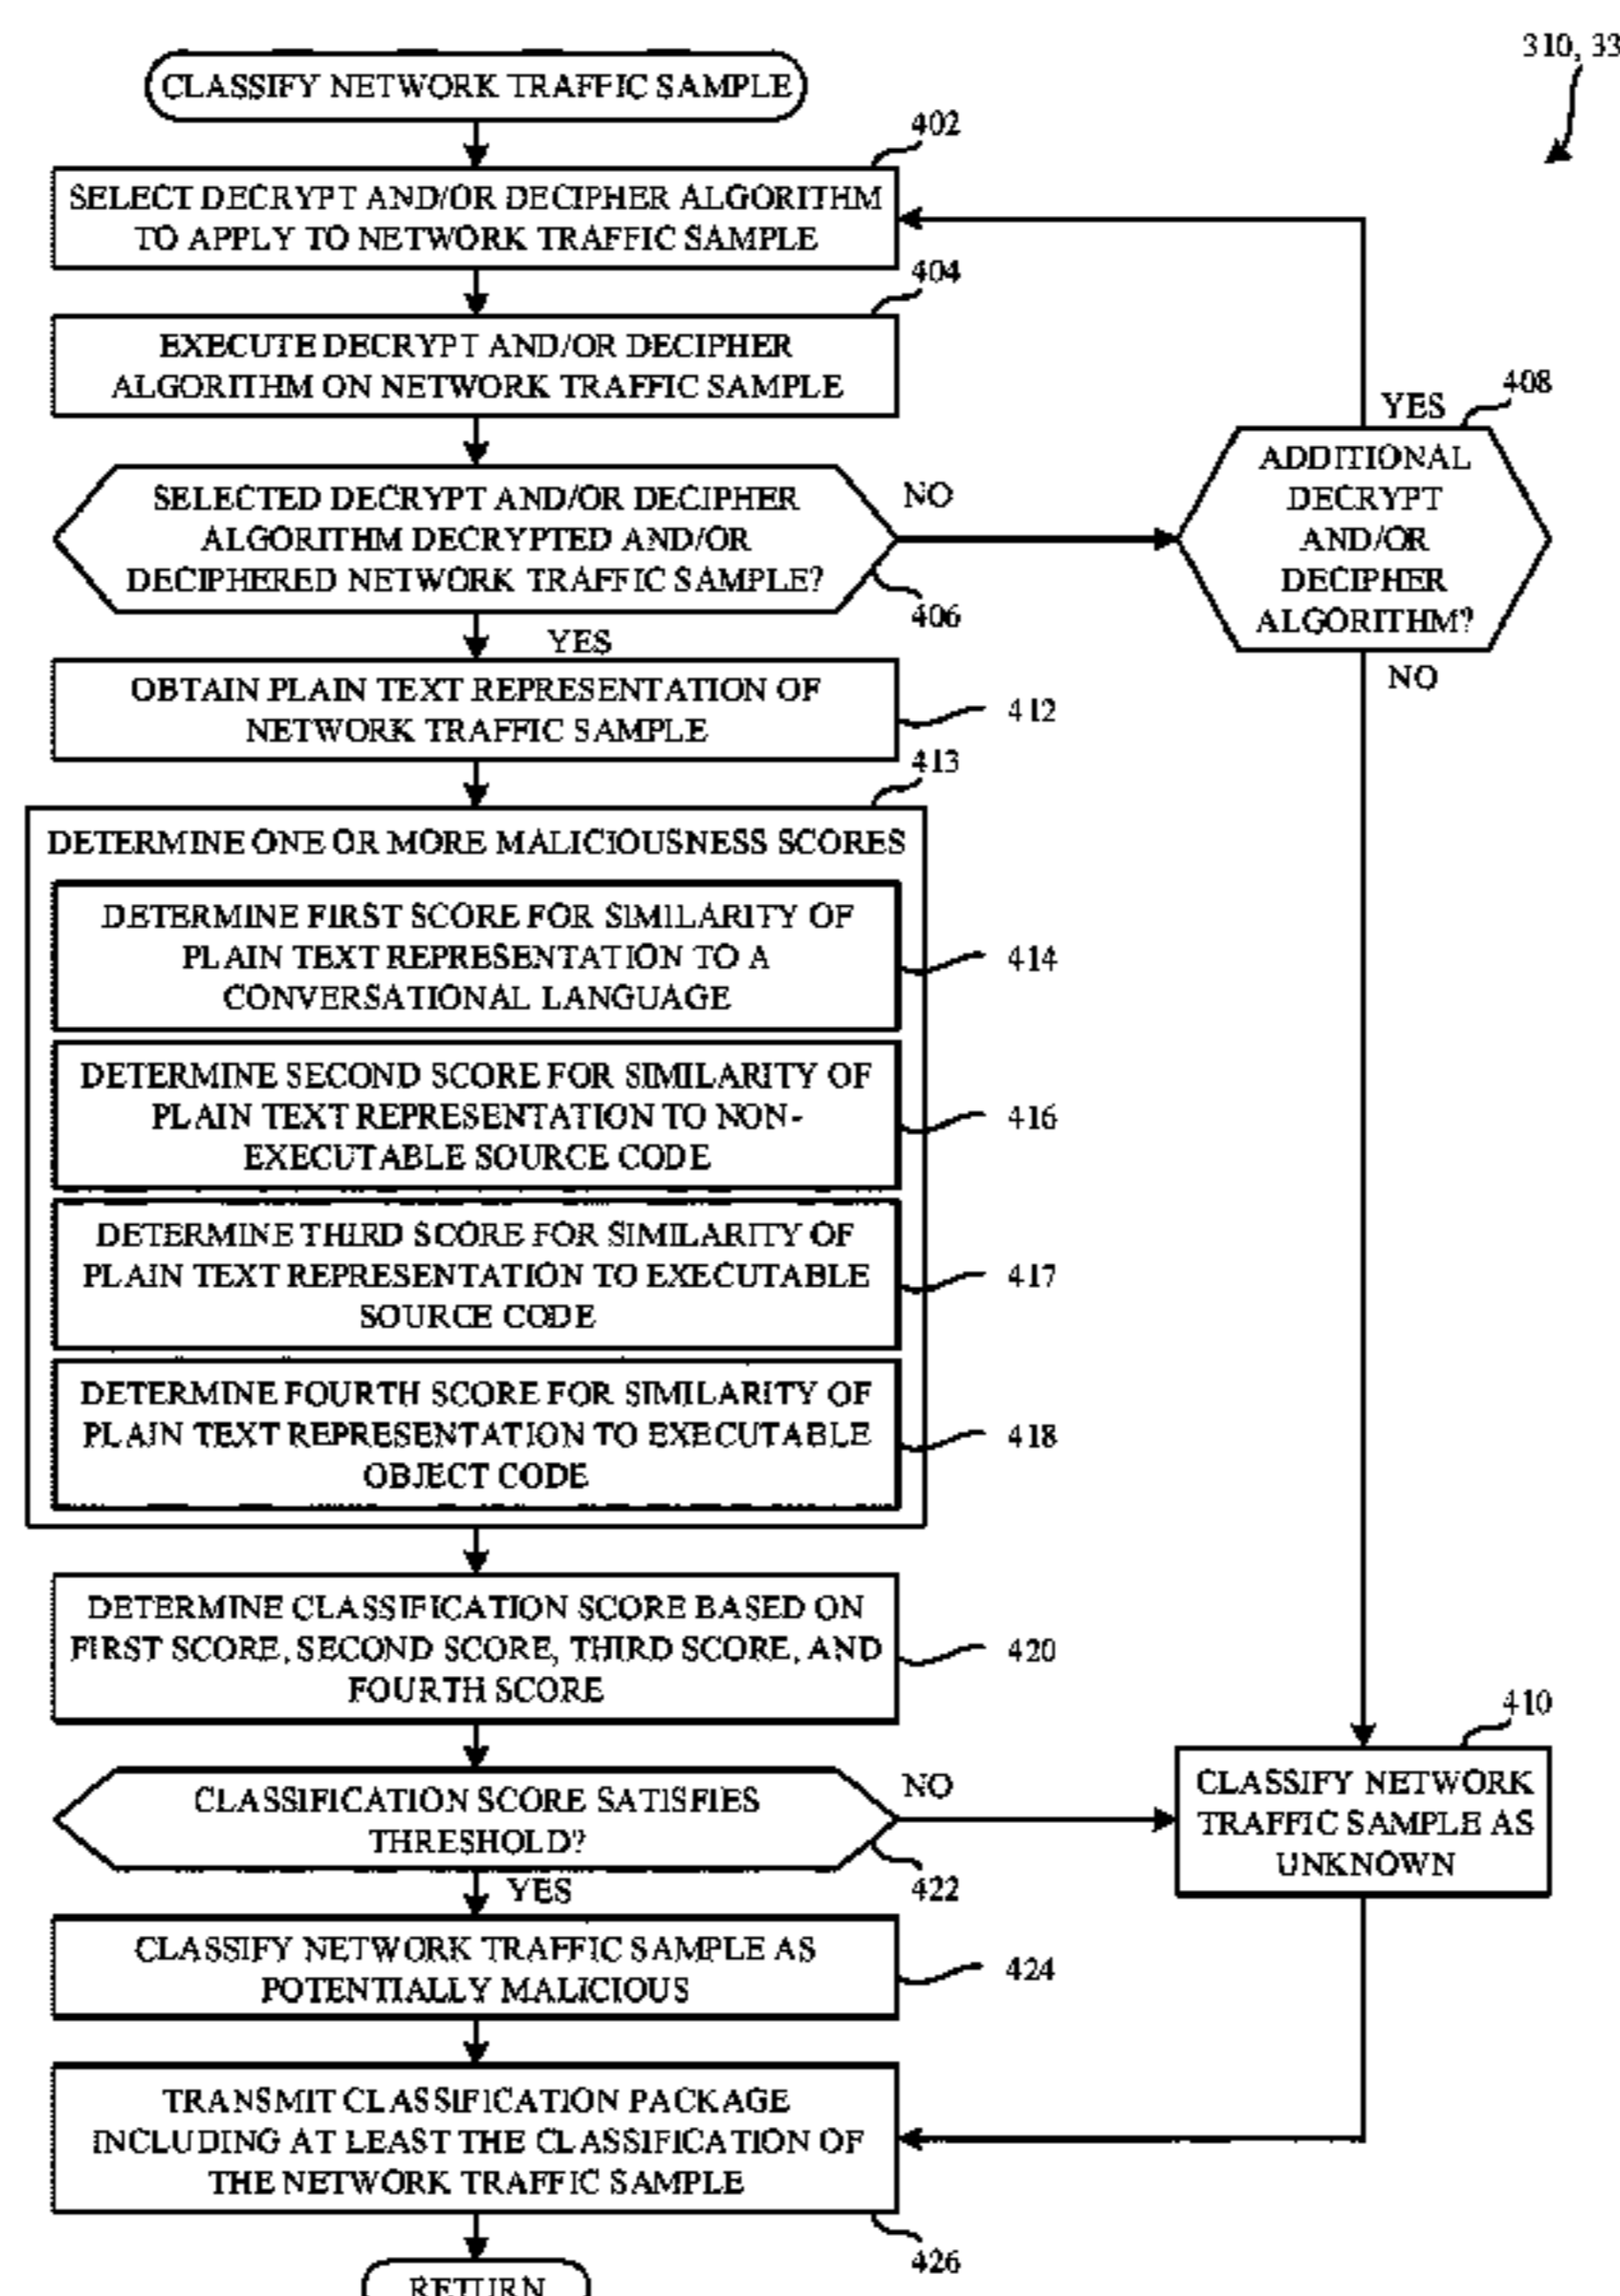 310, 33
CLASSIFY NETWORK TRAFFIC SAMPLE
402
SELECT DECRYPT AND/OR DECIPHER ALGORITHM
TO APPLY TO NETWORK TRAFFIC SAMPLE
404
EXECUTE DECRYPT AND/OR DECIPHER
ALGORITHM ON NETWORK TRAFFIC SAMPLE
408
YES
ADDITIONAL
DECRYPT
AND/OR
DECIPHER
ALGORITHM?
NO
SELECTED DECRYPT AND/OR DECIPHER
ALGORITHM DECRYPTED AND/OR
DECIPHERED NETWORK TRAFFIC SAMPLE?
NO
406
YES
OBTAIN PLAIN TEXT REPRESENTATION OF
NETWORK TRAFFIC SAMPLE
412
413
DETERMINE ONE OR MORE MALICIOUSNESS SCORES
DETERMINE FIRST SCORE FOR SIMILARITY OF
PLAIN TEXT REPRESENTATION TO A
CONVERSATIONAL LANGUAGE
414
DETERMINE SECOND SCORE FOR SIMILARITY OF
PLAIN TEXT REPRESENTATION TO NON-
EXECUTABLE SOURCE CODE
416
DETERMINE THIRD SCORE FOR SIMILARITY OF
PLAIN TEXT REPRESENTATION TO EXECUTABLE
SOURCE CODE
417
DETERMINE FOURTH SCORE FOR SIMILARITY OF
PLAIN TEXT REPRESENTATION TO EXECUTABLE
OBJECT CODE
418
DETERMINE CLASSIFICATION SCORE BASED ON
FIRST SCORE, SECOND SCORE, THIRD SCORE, AND
FOURTH SCORE
420
CLASSIFICATION SCORE SATISFIES
THRESHOLD?
NO
422
YES
410
CLASSIFY NETWORK
TRAFFIC SAMPLE AS
UNKNOWN
CLASSIFY NETWORK TRAFFIC SAMPLE AS
POTENTIALLY MALICIOUS
424
TRANSMIT CLASSIFICATION PACKAGE
INCLUDING AT LEAST THE CLASSIFICATION OF
THE NETWORK TRAFFIC SAMPLE
426
RETURN